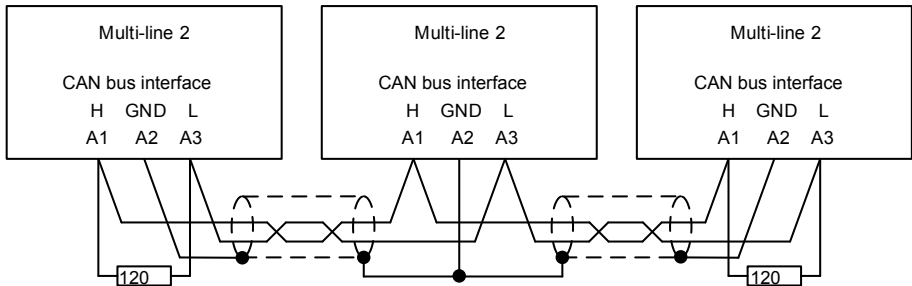 Multi-line 2 Multi-line 2 Multi-line 2
CAN bus interface CAN bus interface CAN bus interface
H GND L H GND L H GND L
A1 A2 A3 A1 A2 A3 A1 A2 A3
120 120